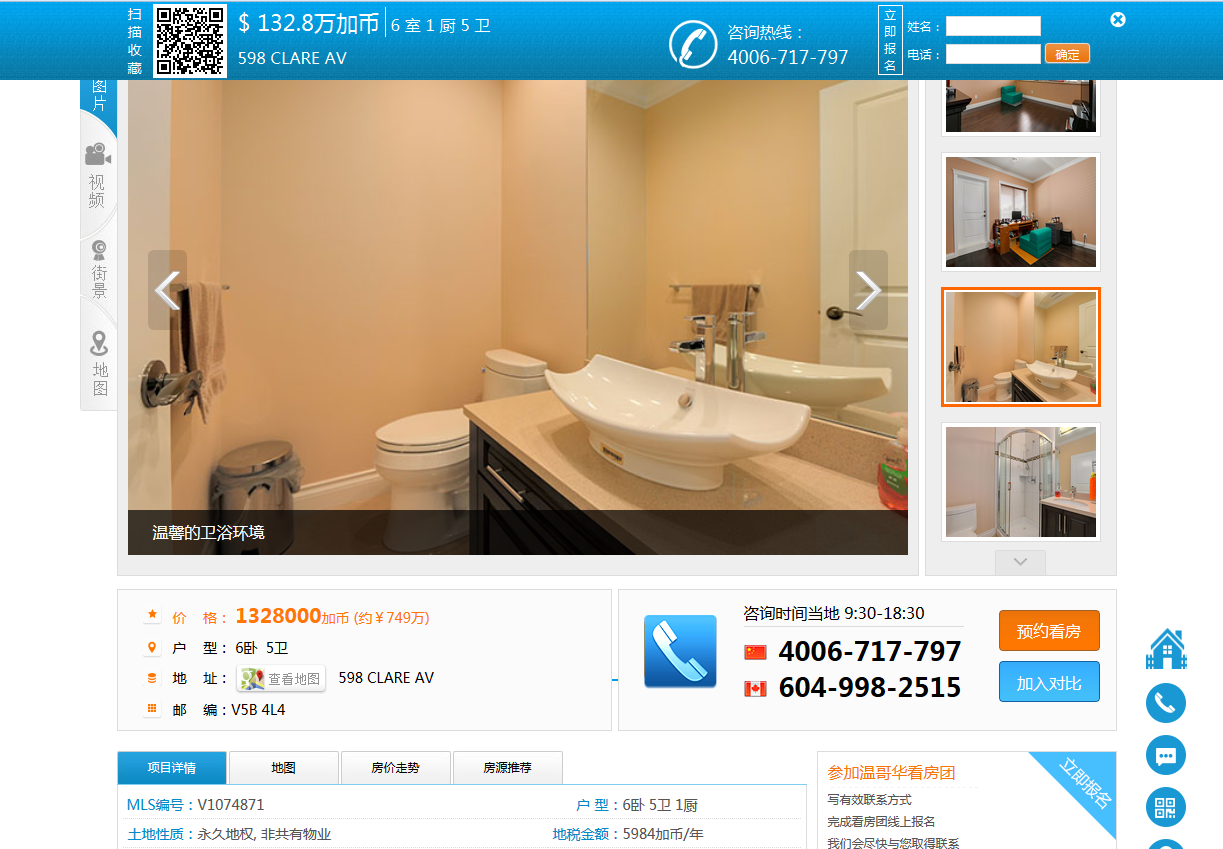 扫描收藏
$ 132.8万加币 6 室 1 厨 5 卫
598 CLARE AV
咨询热线：
4006-717-797
立即报名
姓名：
电话：
确定
图片
视频
街景
地图
温馨的卫浴环境
价 格：1328000加币 (约￥749万)
户 型：6卧 5卫
地 址：查看地图 598 CLARE AV
邮 编：V5B 4L4
咨询时间当地 9:30-18:30
4006-717-797
604-998-2515
预约看房
加入对比
项目详情 地图 房价走势 房源推荐
MLS编号：V1074871 户 型：6卧 5卫 1厨
土地性质：永久地权, 非共有物业 地税金额：5984加币/年
参加温哥华看房团
立即报名
写有效联系方式
完成看房团线上报名
我们会尽快与您取得联系